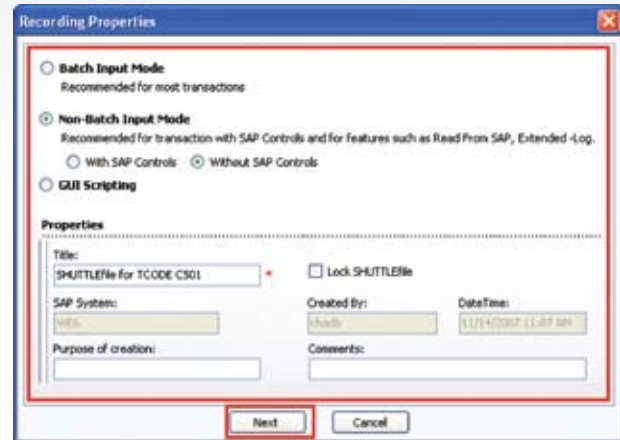 Recording Properties
Batch Input Mode
Recommended for most transactions
Non-Batch Input Mode
Recommended for transaction with SAP Controls and for features such as Read From SAP, Extended -Log.
With SAP Controls Without SAP Controls
GUI Scripting
Properties
Title:
SHUTTLEfile for TCODE CS01 * Lock SHUTTLEfile
SAP System: Created By: DateTime:
11/14/2007 11:07 AM
Purpose of creation: Comments:
Next Cancel